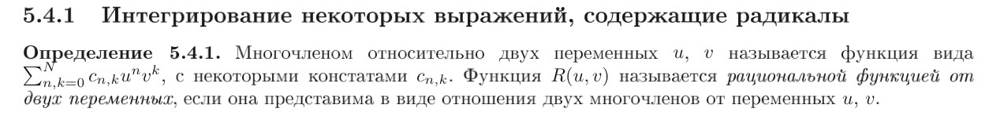 5.4.1 Интегрирование некоторых выражений, содержащие радикалы
Определение 5.4.1. Многочленом относительно двух переменных u, v называется функция вида
∑_{n,k=0}^{N} c_{n,k}u^n v^k, с некоторыми констатами c_{n,k}. Функция R(u, v) называется рациональной функцией от
двух переменных, если она представима в виде отношения двух многочленов от переменных u, v.